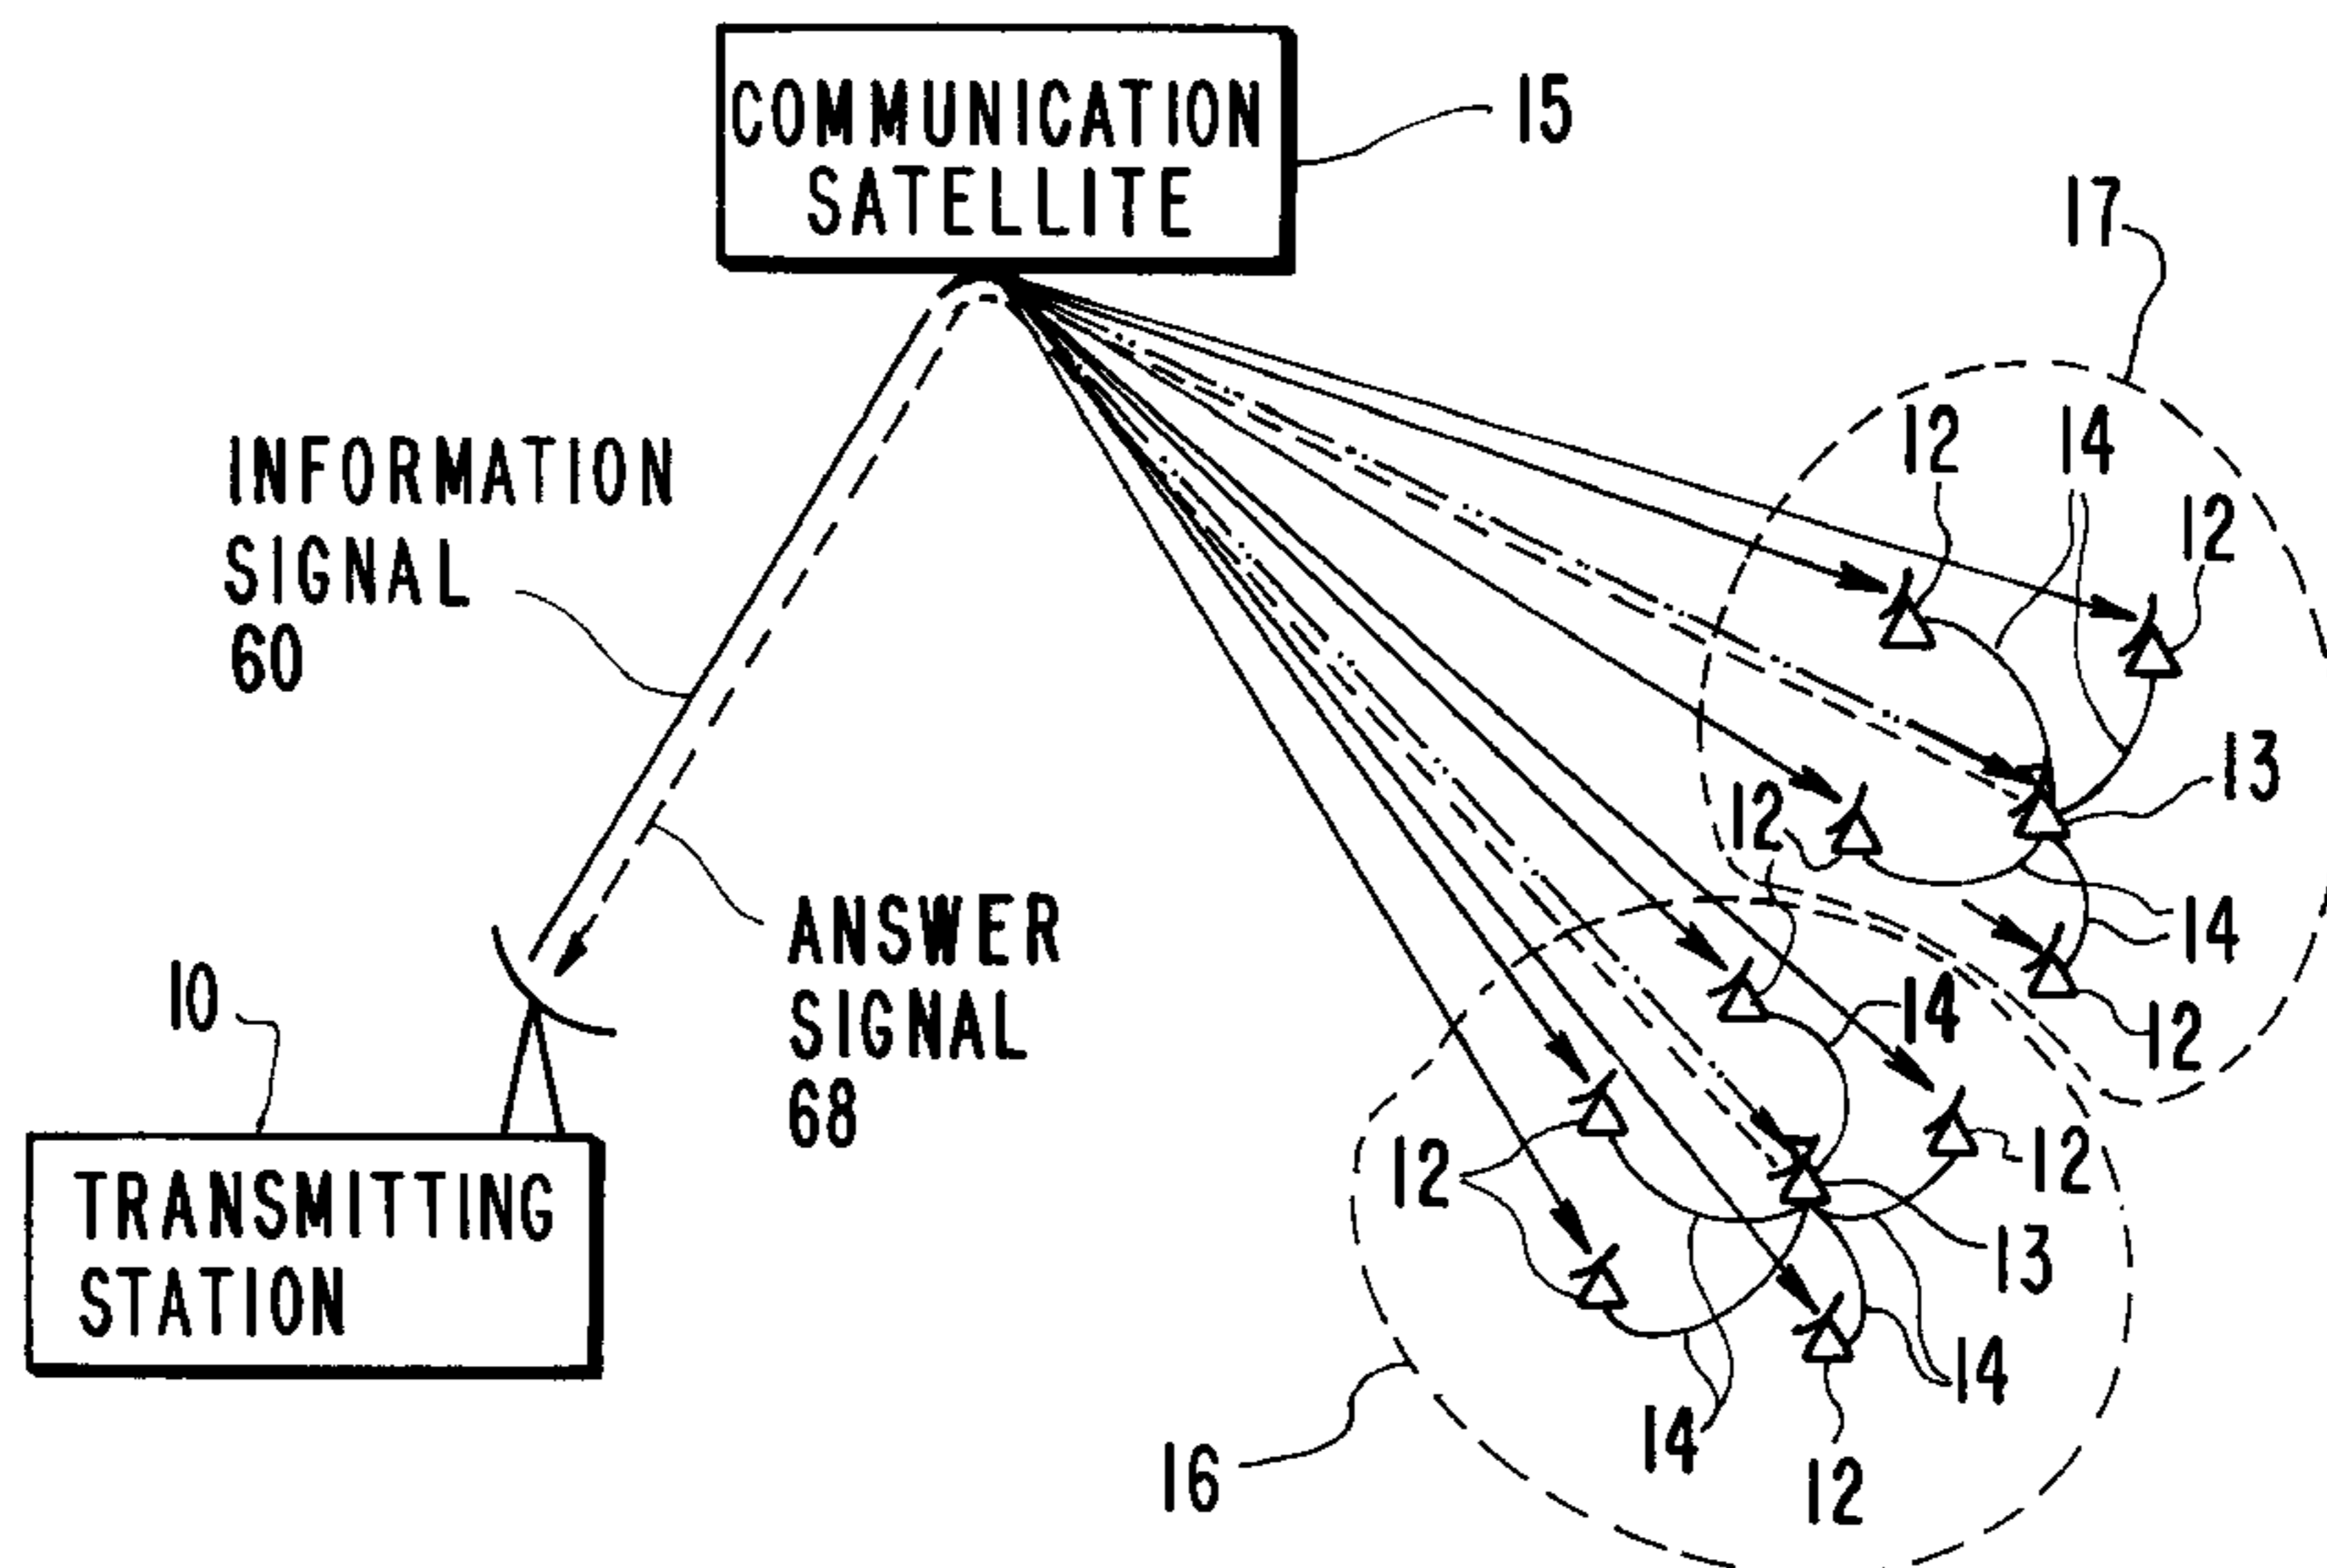 COMMUNICATION
SATELLITE
15
17
12
14
12
INFORMATION
SIGNAL
60
13
12
14
ANSWER
SIGNAL
68
10
14
12
12
12
TRANSMITTING
STATION
13
14
14
16
12